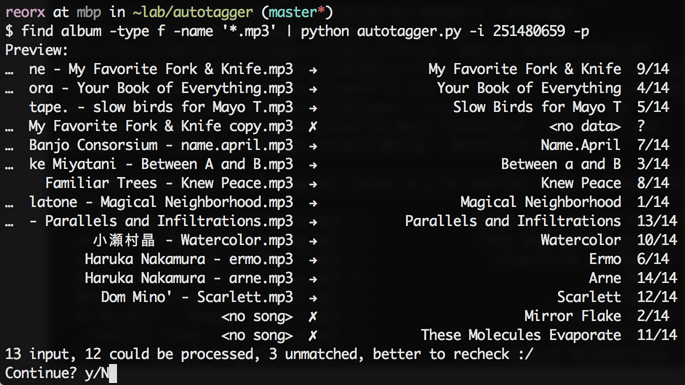 reorx at mbp in ~lab/autotagger (master*)
$ find album -type f -name '*.mp3' | python autotagger.py -i 251480659 -p
Preview:
… ne - My Favorite Fork & Knife.mp3 → My Favorite Fork & Knife 9/14
… ora - Your Book of Everything.mp3 → Your Book of Everything 4/14
tape. - slow birds for Mayo T.mp3 → Slow Birds for Mayo T 5/14
… My Favorite Fork & Knife copy.mp3 ✗ <no data> ?
… Banjo Consortium - name.april.mp3 → Name.April 7/14
… ke Miyatani - Between A and B.mp3 → Between a and B 3/14
Familiar Trees - Knew Peace.mp3 → Knew Peace 8/14
… latone - Magical Neighborhood.mp3 → Magical Neighborhood 1/14
… - Parallels and Infiltrations.mp3 → Parallels and Infiltrations 13/14
小瀬村晶 - Watercolor.mp3 → Watercolor 10/14
Haruka Nakamura - ermo.mp3 → Ermo 6/14
Haruka Nakamura - arne.mp3 → Arne 14/14
Dom Mino' - Scarlett.mp3 → Scarlett 12/14
<no song> ✗ Mirror Flake 2/14
<no song> ✗ These Molecules Evaporate 11/14
13 input, 12 could be processed, 3 unmatched, better to recheck :/
Continue? y/N